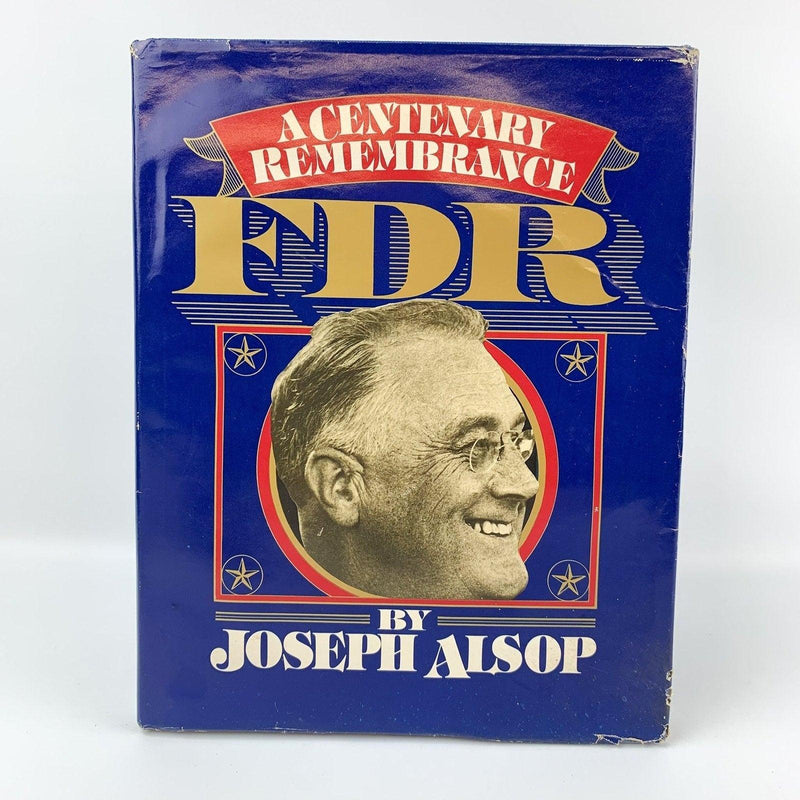 A CENTENARY
REMEMBRANCE
FDR
BY
JOSEPH ALSOP